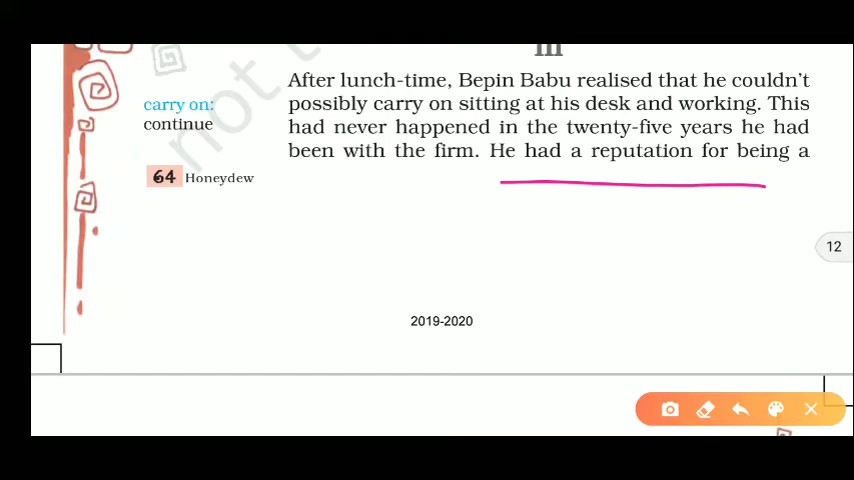 III
After lunch-time, Bepin Babu realised that he couldn't
possibly carry on sitting at his desk and working. This
had never happened in the twenty-five years he had
been with the firm. He had a reputation for being a
carry on:
continue
64 Honeydew
12
2019-2020
not t